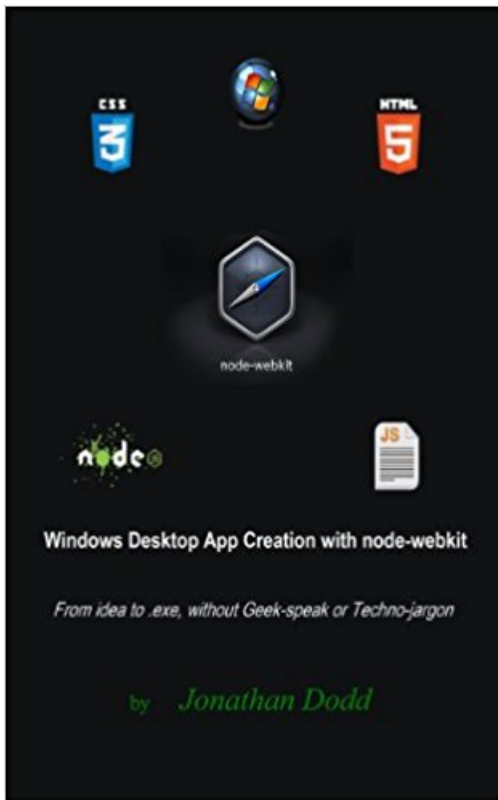 CSS
3
HTML
5
node-webkit
node JS
JS
Windows Desktop App Creation with node-webkit
From idea to .exe, without Geek-speak or Techno-jargon
by Jonathan Dodd